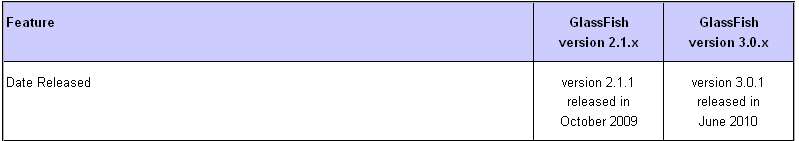 Feature
GlassFish
version 2.1.x
GlassFish
version 3.0.x
Date Released
version 2.1.1
released in
October 2009
version 3.0.1
released in
June 2010